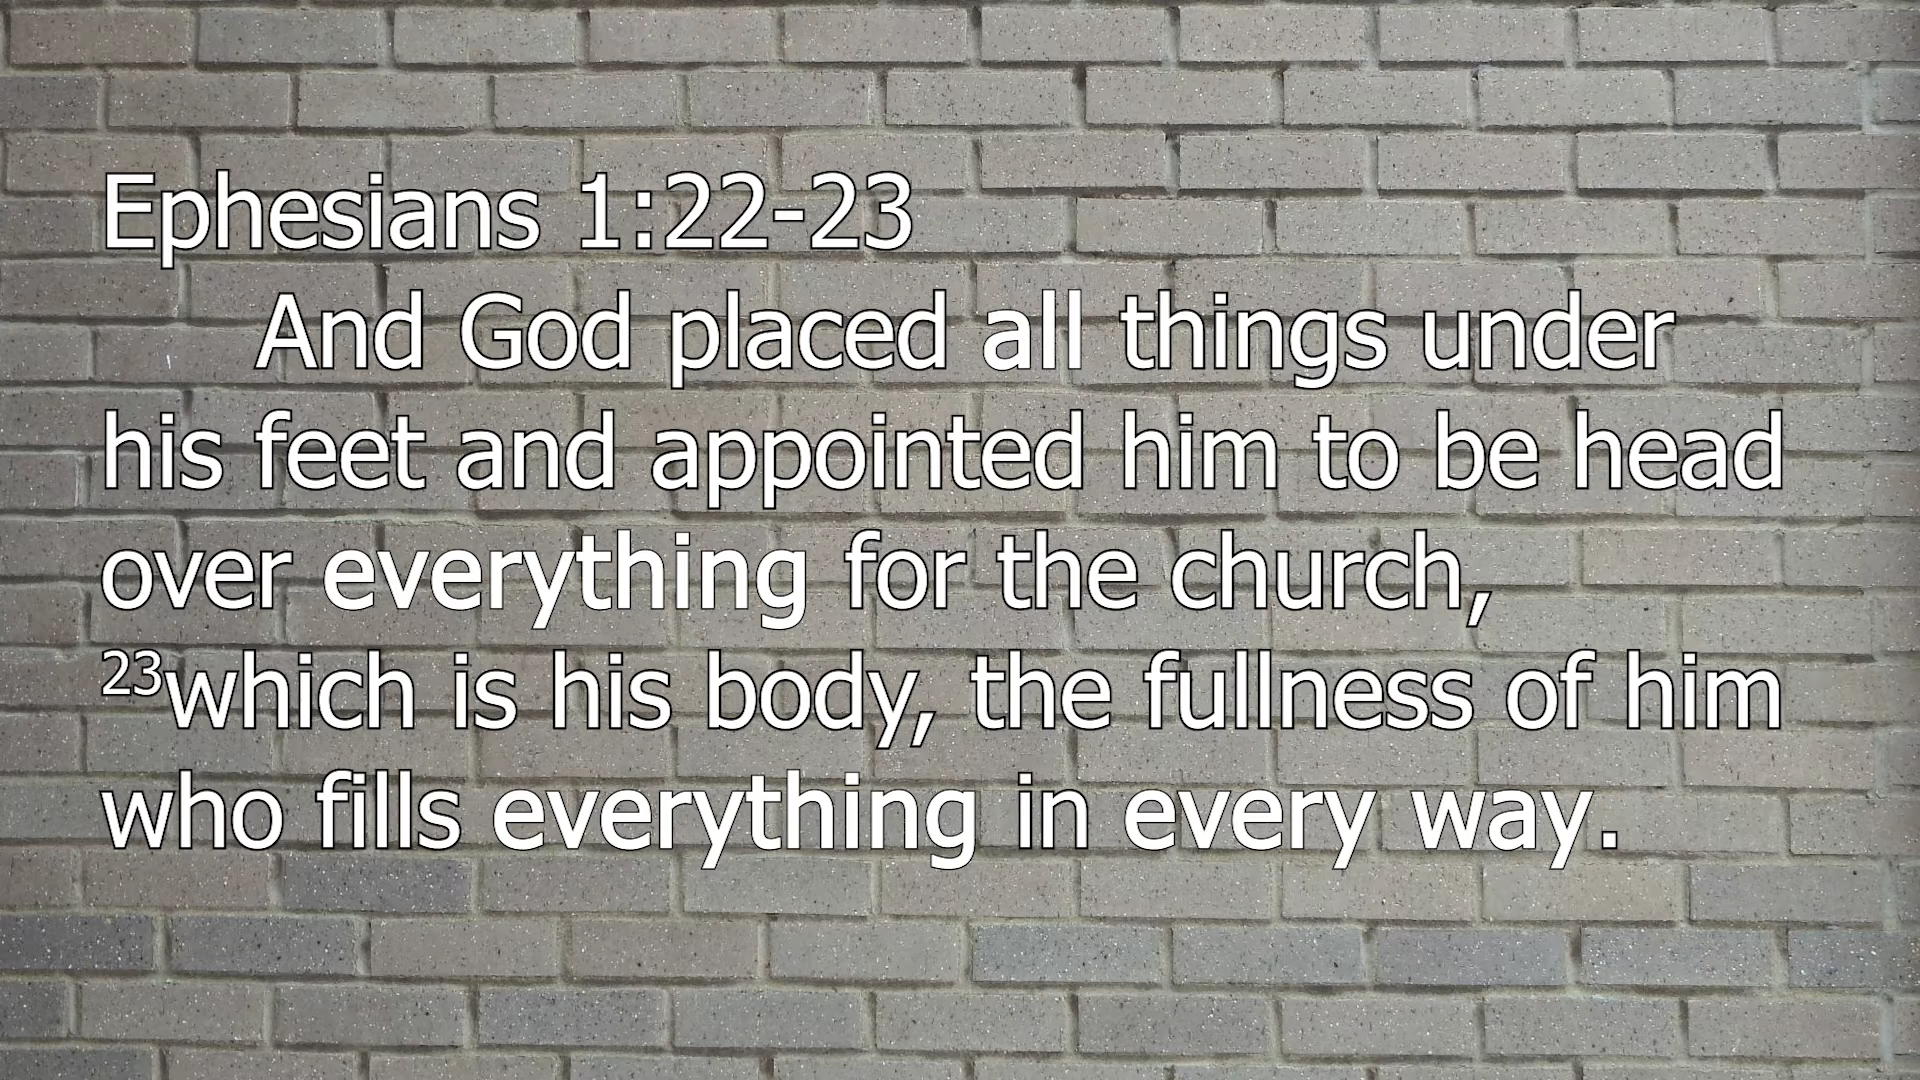 Ephesians 1:22-23
And God placed all things under
his feet and appointed him to be head
over everything for the church,
23which is his body, the fullness of him
who fills everything in every way.